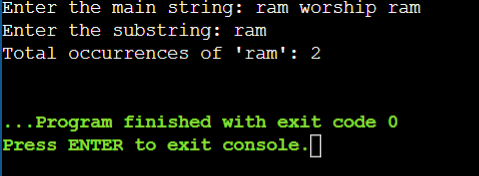 Enter the main string: ram worship ram
Enter the substring: ram
Total occurrences of 'ram': 2
...Program finished with exit code 0
Press ENTER to exit console.